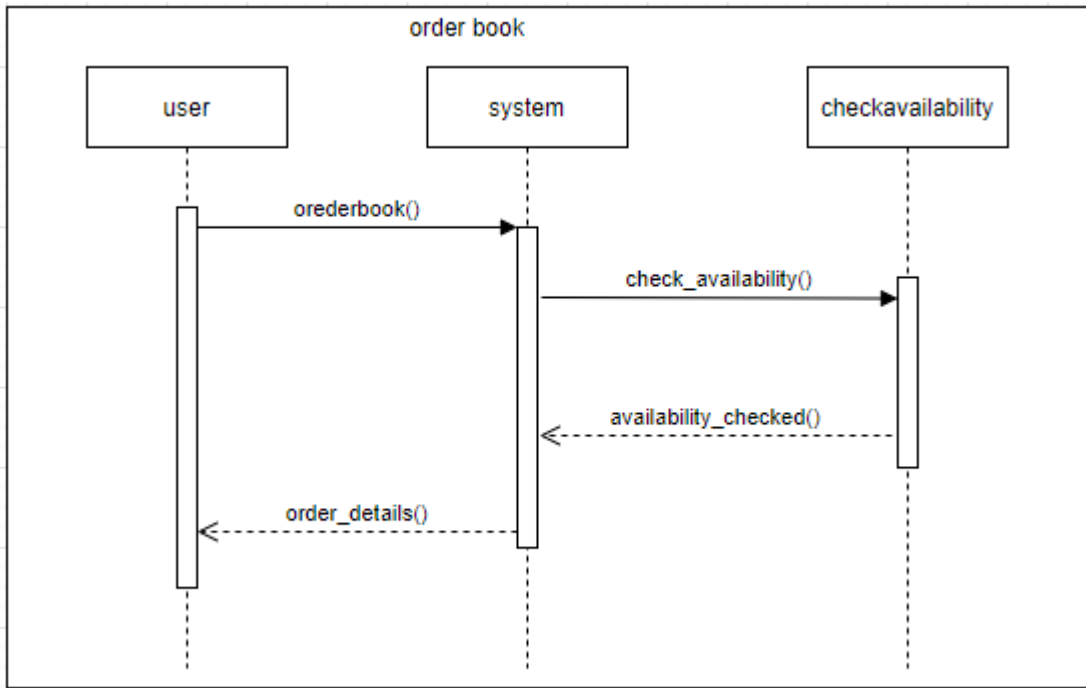 order book
user
system
checkavailability
orederbook()
check_availability()
availability_checked()
order_details()